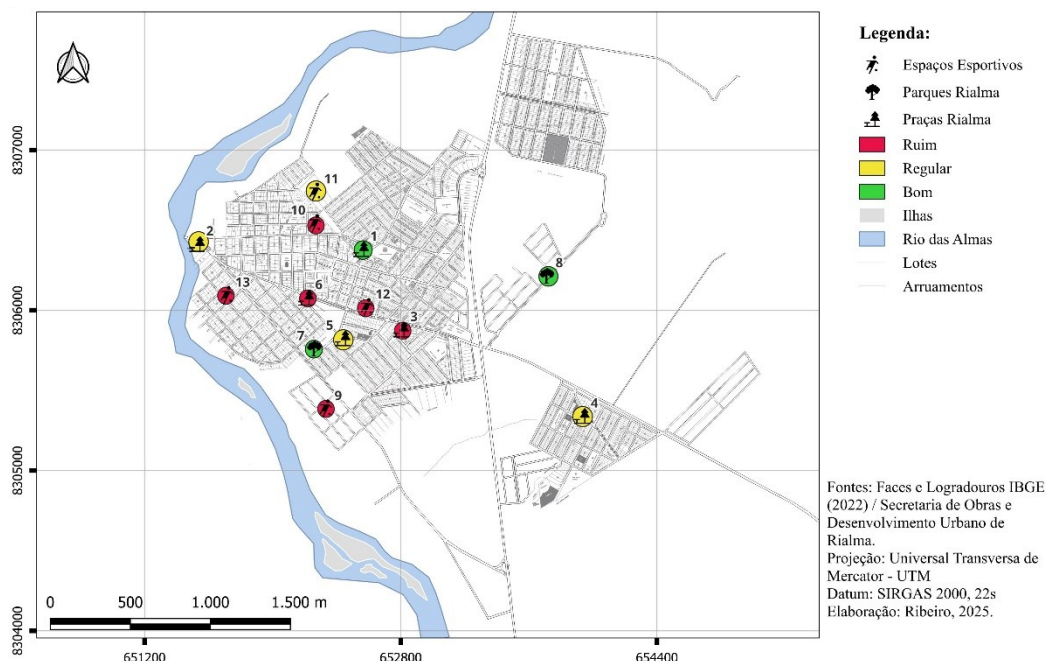 Legenda:
Espaços Esportivos
Parques Rialma
Praças Rialma
Ruim
Regular
Bom
Ilhas
Rio das Almas
Lotes
Arruamentos
8307000
8306000
8305000
8304000
11
10
1
2
8
13
6
12
3
5
7
9
4
0 500 1.000 1.500 m
651200 652800 654400
Fontes: Faces e Logradouros IBGE
(2022) / Secretaria de Obras e
Desenvolvimento Urbano de
Rialma.
Projeção: Universal Transversa de
Mercator - UTM
Datum: SIRGAS 2000, 22s
Elaboração: Ribeiro, 2025.